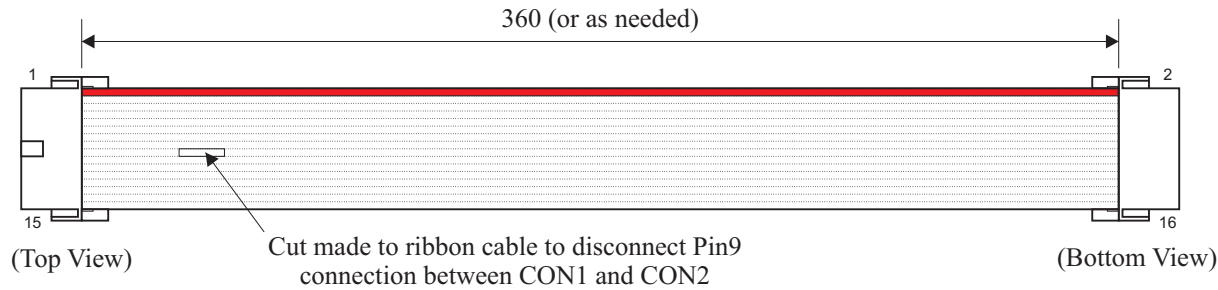 360 (or as needed)
1
2
15
16
(Top View)
Cut made to ribbon cable to disconnect Pin9
connection between CON1 and CON2
(Bottom View)